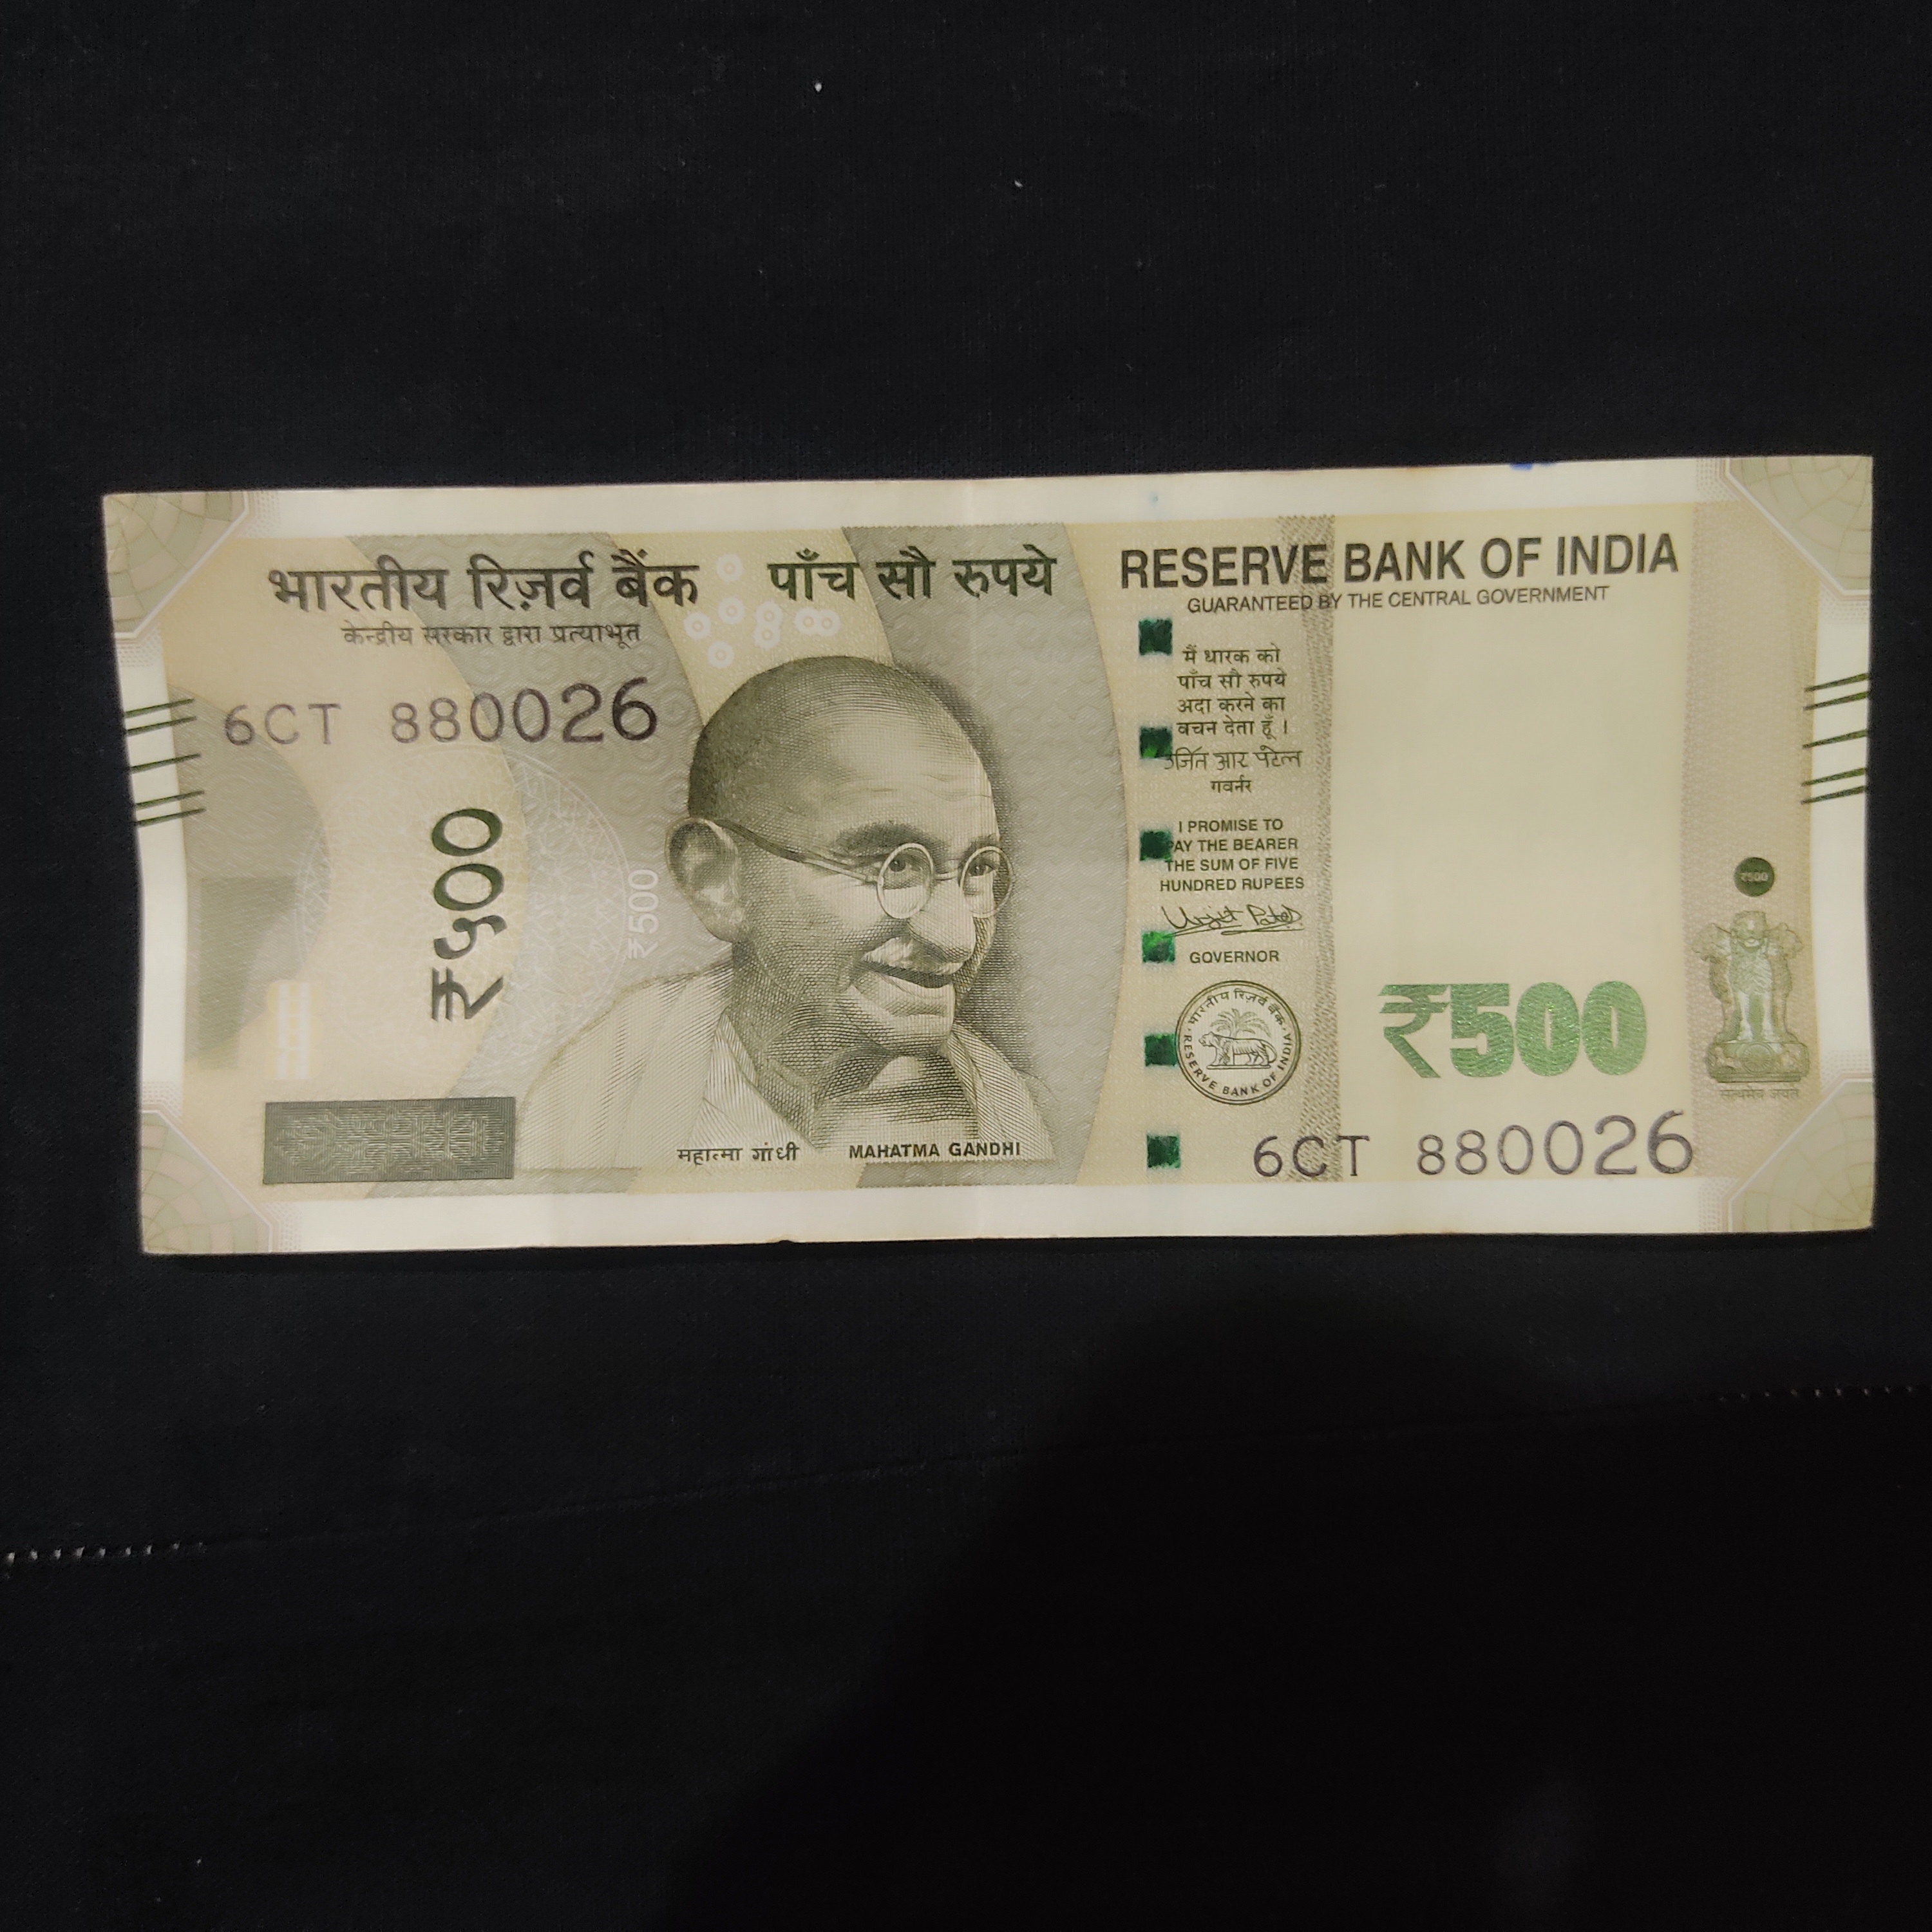 भारतीय रिज़र्व बैंक
केन्द्रीय सरकार द्वारा प्रत्याभूत
पाँच सौ रुपये
RESERVE BANK OF INDIA
GUARANTEED BY THE CENTRAL GOVERNMENT
6CT 880026
₹५००
₹500
मैं धारक को
पाँच सौ रुपये
अदा करने का
वचन देता हूँ ।
उर्जित आर पटेल
गवर्नर
I PROMISE TO
PAY THE BEARER
THE SUM OF FIVE
HUNDRED RUPEES
Urjit Patel
GOVERNOR
भारतीय रिज़र्व बैंक
RESERVE BANK OF INDIA
₹500
₹500
सत्यमेव जयते
महात्मा गांधी MAHATMA GANDHI
6CT 880026